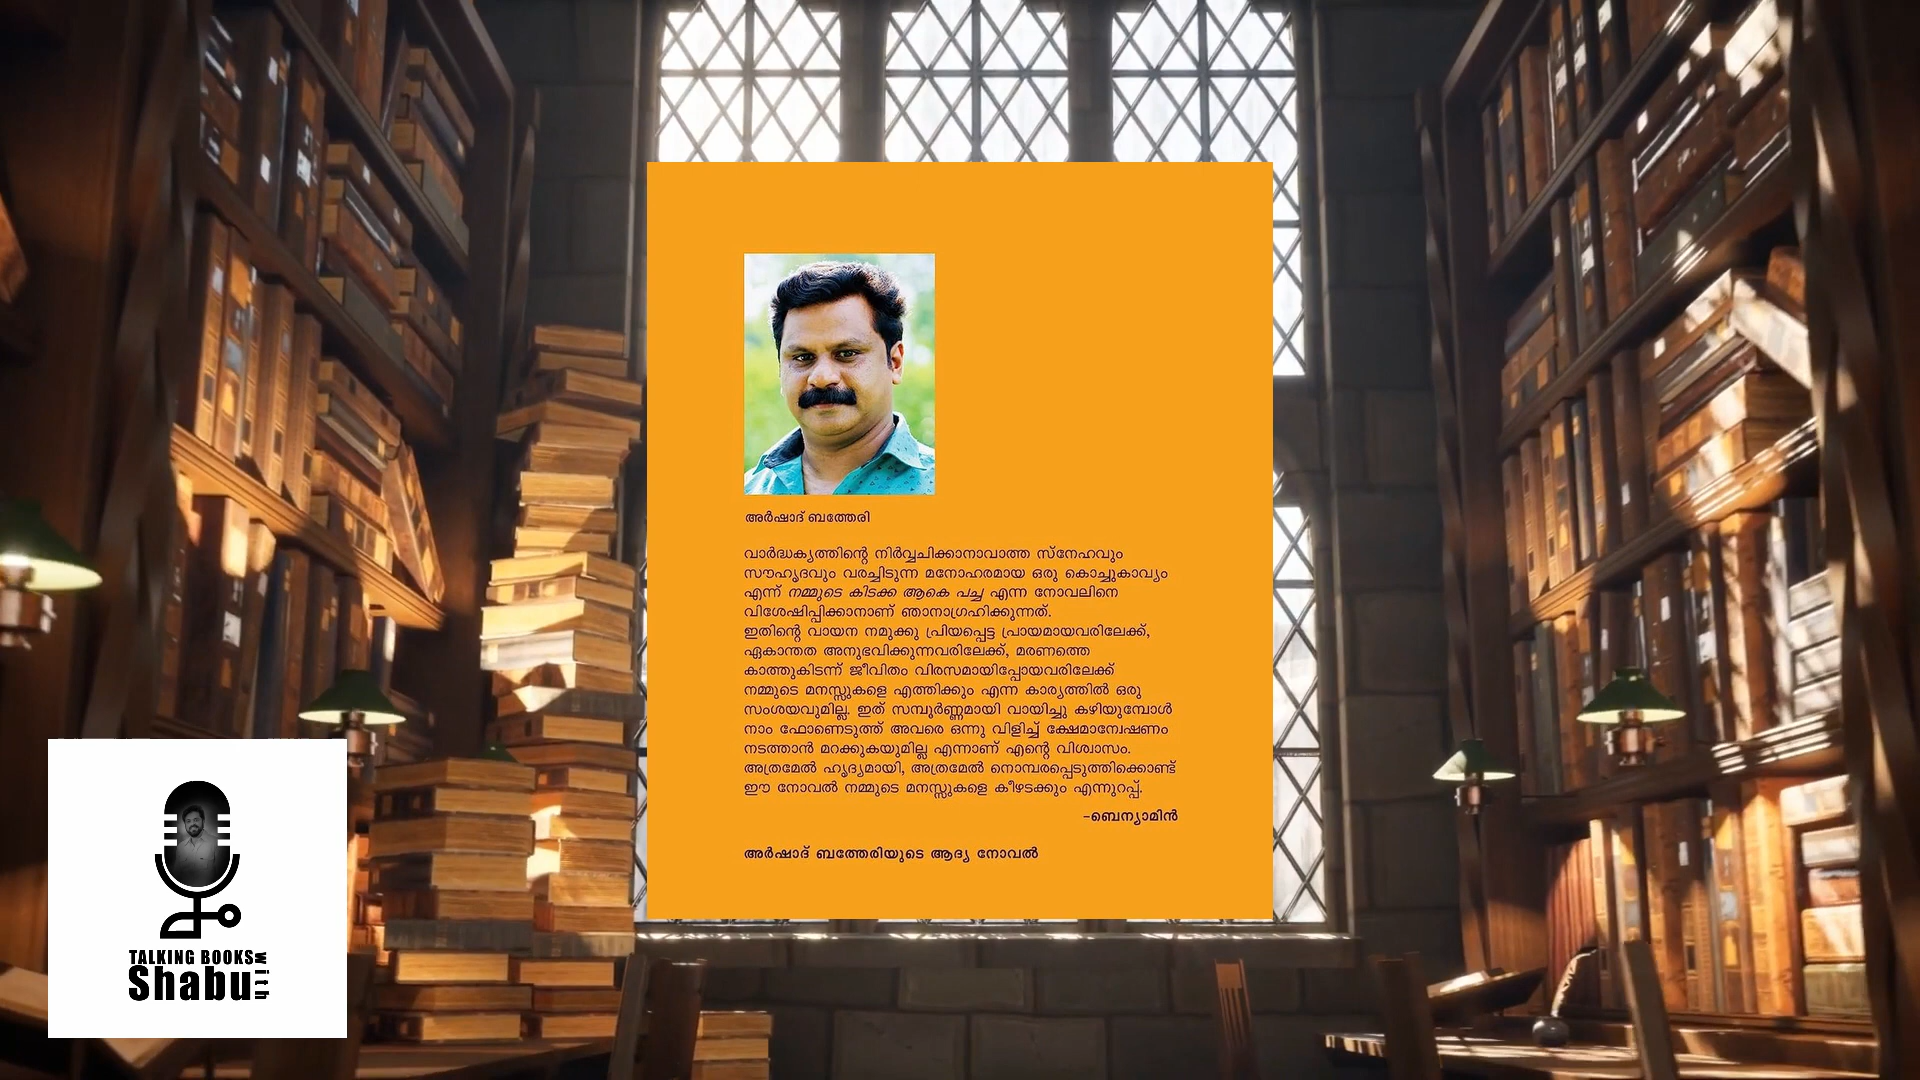 അർഷാദ് ബത്തേരി
വാർദ്ധക്യത്തിന്റെ നിർവ്വചിക്കാനാവാത്ത സ്നേഹവും
സൗഹൃദവും വരച്ചിടുന്ന മനോഹരമായ ഒരു കൊച്ചുകാവ്യം
എന്ന് നമ്മുടെ കിടക്ക ആകെ പച്ച എന്ന നോവലിനെ
വിശേഷിപ്പിക്കാനാണ് ഞാനാഗ്രഹിക്കുന്നത്.
ഇതിന്റെ വായന നമുക്കു പ്രിയപ്പെട്ട പ്രായമായവരിലേക്ക്,
ഏകാന്തത അനുഭവിക്കുന്നവരിലേക്ക്, മരണത്തെ
കാത്തുകിടന്ന് ജീവിതം വിരസമായിപ്പോയവരിലേക്ക്
നമ്മുടെ മനസ്സുകളെ എത്തിക്കും എന്ന കാര്യത്തിൽ ഒരു
സംശയവുമില്ല. ഇത് സമ്പൂർണ്ണമായി വായിച്ചു കഴിയുമ്പോൾ
നാം ഫോണെടുത്ത് അവരെ ഒന്നു വിളിച്ച് ക്ഷേമാന്വേഷണം
നടത്താൻ മറക്കുകയുമില്ല എന്നാണ് എന്റെ വിശ്വാസം.
അത്രമേൽ ഹൃദ്യമായി, അത്രമേൽ നൊമ്പരപ്പെടുത്തിക്കൊണ്ട്
ഈ നോവൽ നമ്മുടെ മനസ്സുകളെ കീഴടക്കും എന്നുറപ്പ്.
-ബെന്യാമിൻ
അർഷാദ് ബത്തേരിയുടെ ആദ്യ നോവൽ
TALKING BOOKS
with
Shabu